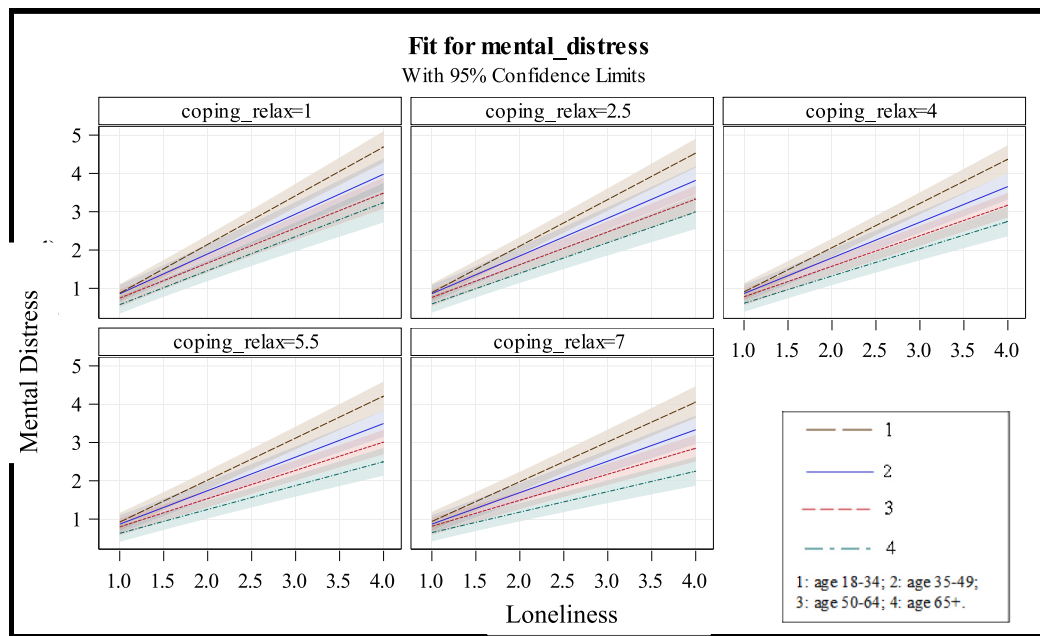 Fit for mental_distress
With 95% Confidence Limits
coping_relax=1
coping_relax=2.5
coping_relax=4
5
4
3
2
1
1.0 1.5 2.0 2.5 3.0 3.5 4.0
coping_relax=5.5
coping_relax=7
5
4
3
2
1
1.0 1.5 2.0 2.5 3.0 3.5 4.0
1.0 1.5 2.0 2.5 3.0 3.5 4.0
Mental Distress
Loneliness
1
2
3
4
1: age 18-34; 2: age 35-49;
3: age 50-64; 4: age 65+.